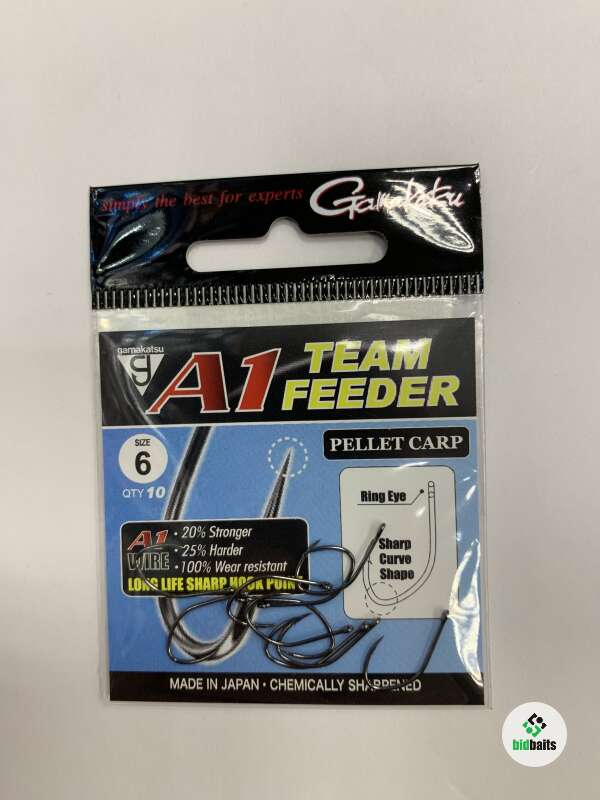 simply the best for experts
Gamakatsu
gamakatsu
G
A1
TEAM
FEEDER
SIZE
6
QTY 10
PELLET CARP
Ring Eye
Sharp
Curve
Shape
A1
WIRE
• 20% Stronger
• 25% Harder
• 100% Wear resistant
LONG LIFE SHARP HOOK POIN
MADE IN JAPAN • CHEMICALLY SHARPENED
bidbaits